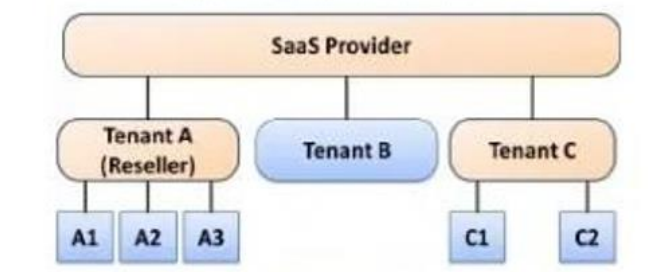 SaaS Provider
Tenant A
(Reseller)
Tenant B
Tenant C
A1
A2
A3
C1
C2